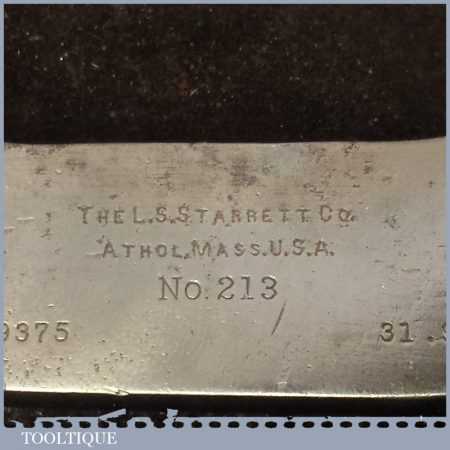 THE L.S. STARRETT CO.
ATHOL, MASS. U.S.A.
No. 213
9375 31.
TOOLTIQUE